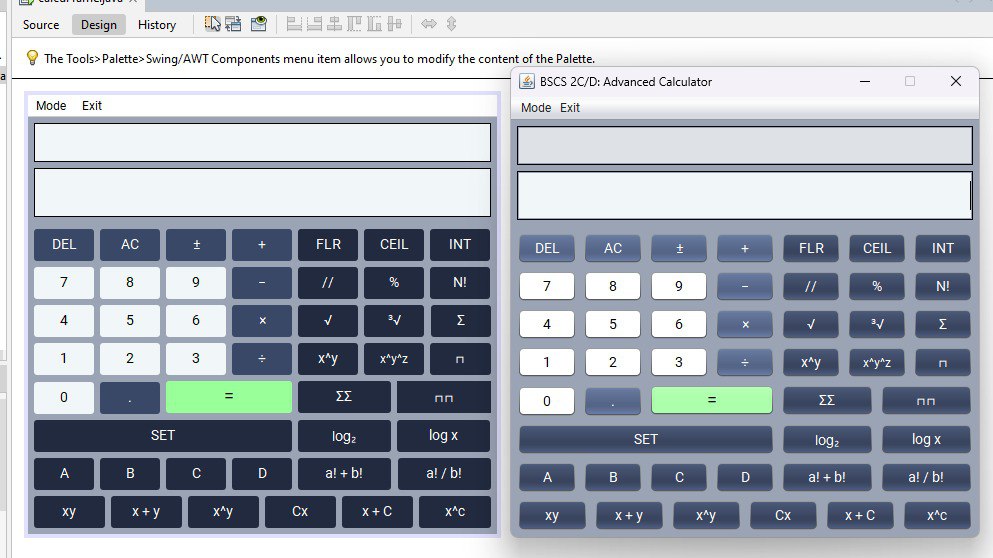 Source Design History
The Tools>Palette>Swing/AWT Components menu item allows you to modify the content of the Palette.
Mode Exit
DEL AC ± + FLR CEIL INT
7 8 9 − // % N!
4 5 6 × √ ³√ Σ
1 2 3 ÷ x^y x^y^z п
0 . = ΣΣ пп
SET log₂ log x
A B C D a! + b! a! / b!
xy x + y x^y Cx x + C x^c
BSCS 2C/D: Advanced Calculator
Mode Exit
DEL AC ± + FLR CEIL INT
7 8 9 − // % N!
4 5 6 × √ ³√ Σ
1 2 3 ÷ x^y x^y^z п
0 . = ΣΣ пп
SET log₂ log x
A B C D a! + b! a! / b!
xy x + y x^y Cx x + C x^c